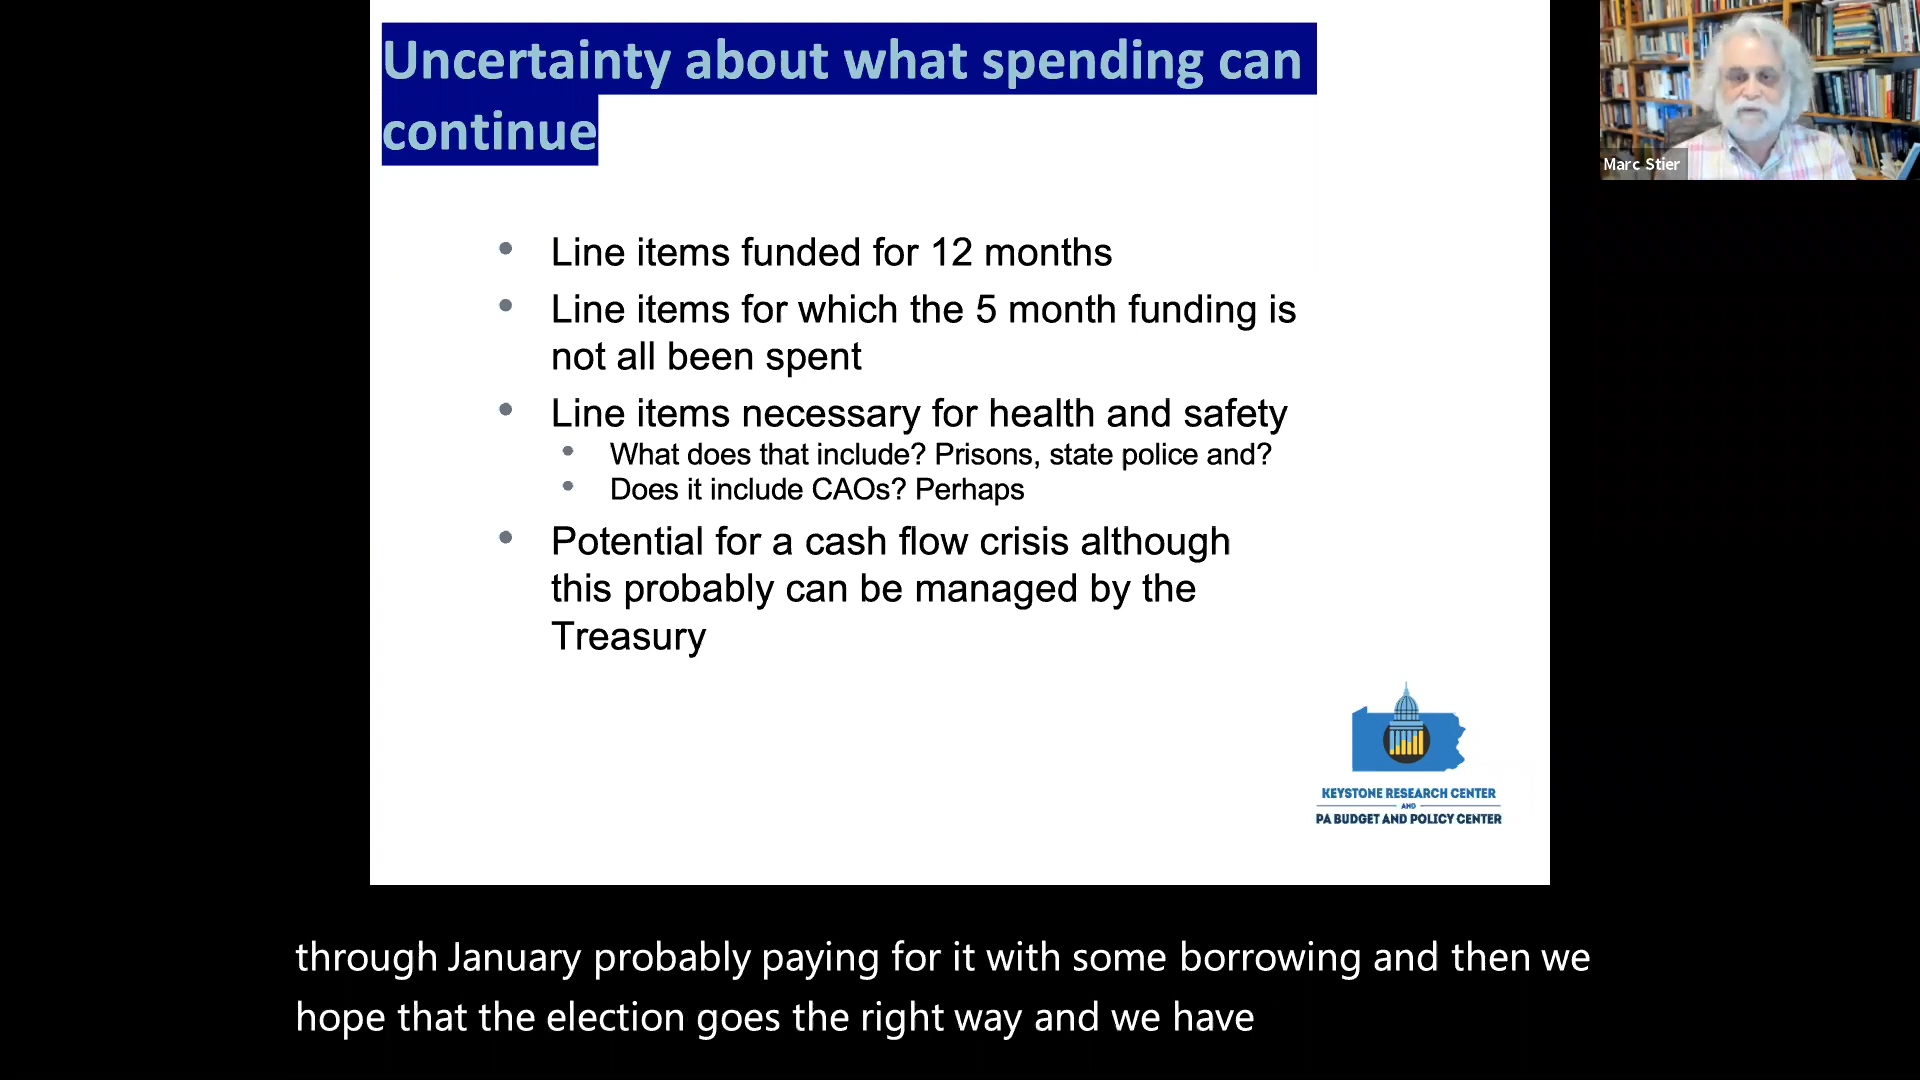 Uncertainty about what spending can
continue
Marc Stier
• Line items funded for 12 months
• Line items for which the 5 month funding is
not all been spent
• Line items necessary for health and safety
• What does that include? Prisons, state police and?
• Does it include CAOs? Perhaps
• Potential for a cash flow crisis although
this probably can be managed by the
Treasury
KEYSTONE RESEARCH CENTER
AND
PA BUDGET AND POLICY CENTER
through January probably paying for it with some borrowing and then we
hope that the election goes the right way and we have